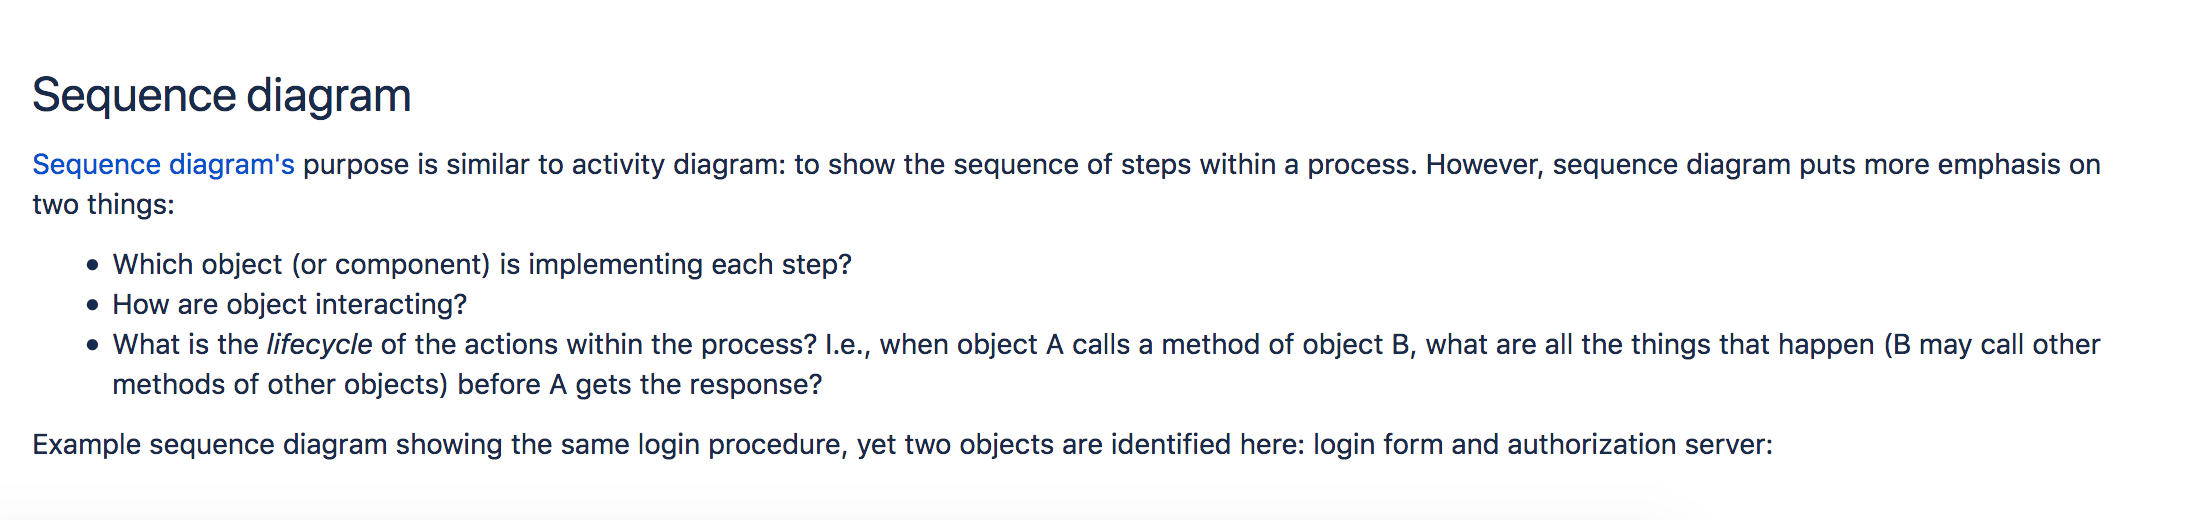 Sequence diagram
Sequence diagram's purpose is similar to activity diagram: to show the sequence of steps within a process. However, sequence diagram puts more emphasis on
two things:
• Which object (or component) is implementing each step?
• How are object interacting?
• What is the lifecycle of the actions within the process? I.e., when object A calls a method of object B, what are all the things that happen (B may call other
methods of other objects) before A gets the response?
Example sequence diagram showing the same login procedure, yet two objects are identified here: login form and authorization server: